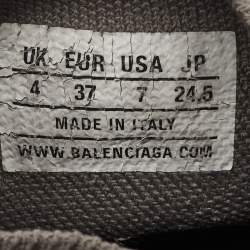 UK EUR USA JP
4 37 7 24.5
MADE IN ITALY
WWW.BALENCIAGA.COM